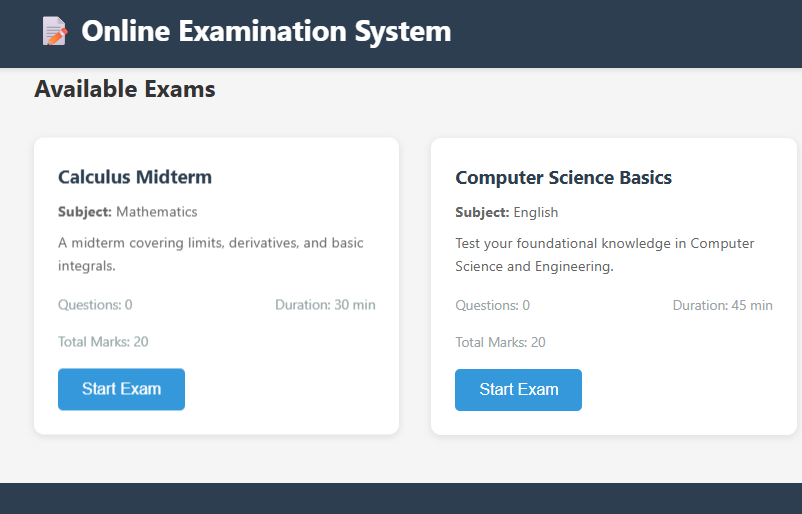 Online Examination System
Available Exams
Calculus Midterm
Subject: Mathematics
A midterm covering limits, derivatives, and basic
integrals.
Questions: 0
Duration: 30 min
Total Marks: 20
Start Exam
Computer Science Basics
Subject: English
Test your foundational knowledge in Computer
Science and Engineering.
Questions: 0
Duration: 45 min
Total Marks: 20
Start Exam